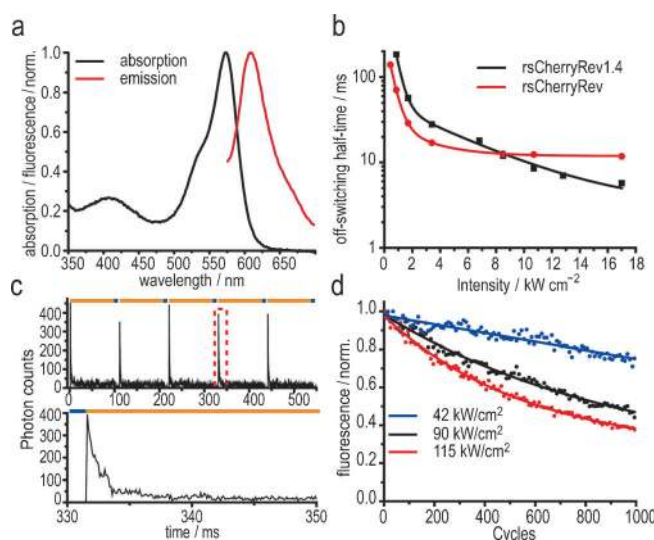 a
absorption
emission
absorption / fluorescence / norm.
1.0
0.8
0.6
0.4
0.2
0.0
350 400 450 500 550 600 650
wavelength / nm
b
rsCherryRev1.4
rsCherryRev
off-switching half-time / ms
100
10
1
0 2 4 6 8 10 12 14 16 18
Intensity / kW cm⁻²
c
Photon counts
400
300
200
100
0
0 100 200 300 400 500
400
300
200
100
0
330 340 350
time / ms
d
fluorescence / norm.
1.0
0.8
0.6
0.4
0.2
0.0
42 kW/cm²
90 kW/cm²
115 kW/cm²
0 200 400 600 800 1000
Cycles